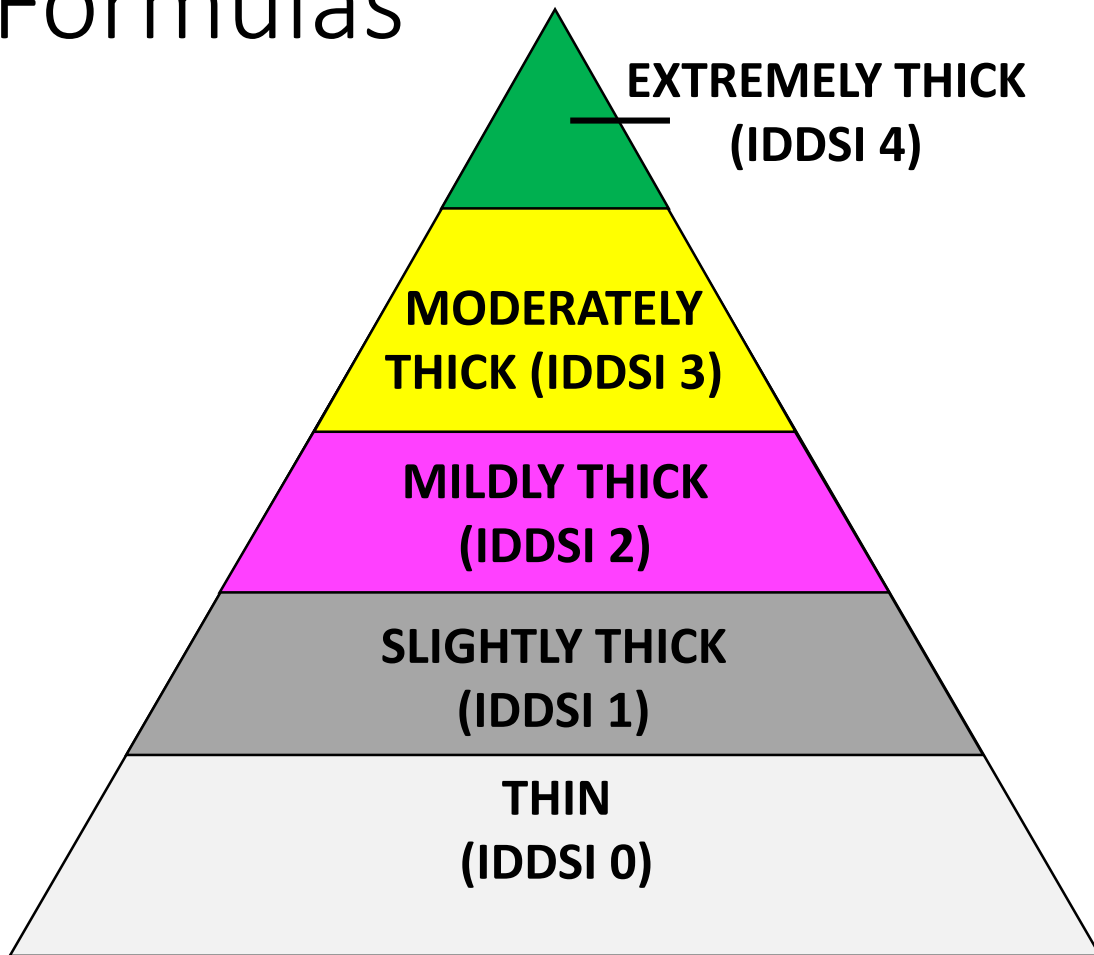 Formulas
EXTREMELY THICK
(IDDSI 4)
MODERATELY
THICK (IDDSI 3)
MILDLY THICK
(IDDSI 2)
SLIGHTLY THICK
(IDDSI 1)
THIN
(IDDSI 0)